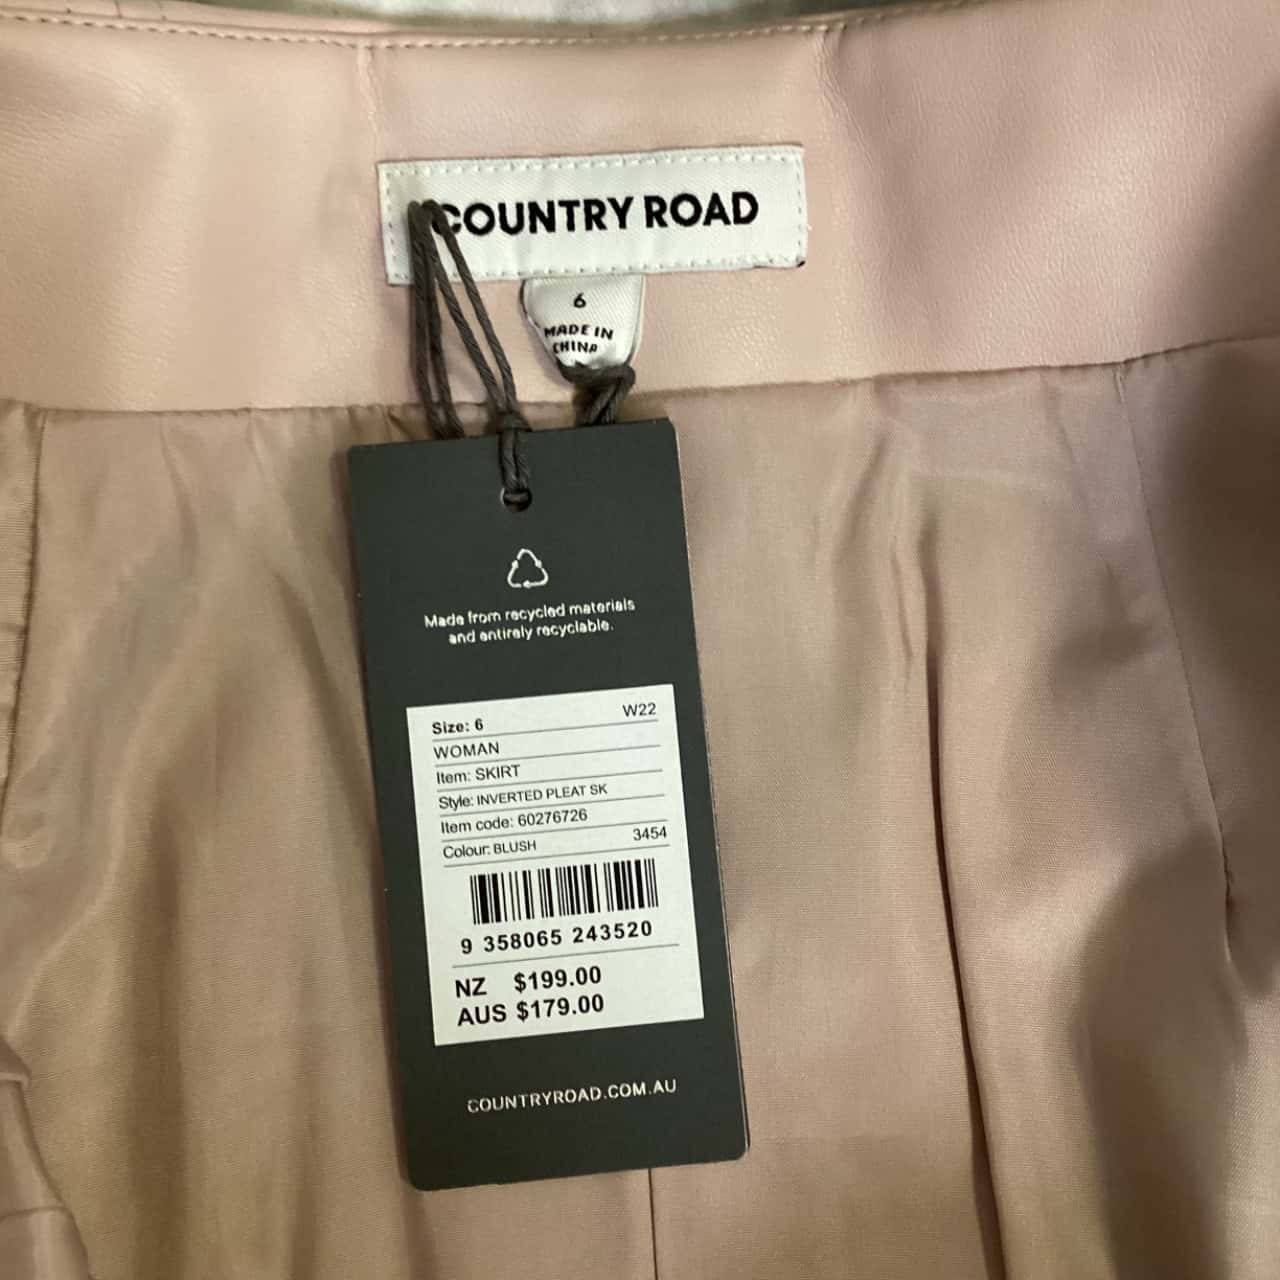 COUNTRY ROAD
6
MADE IN
CHINA
Made from recycled materials
and entirely recyclable.
Size: 6 W22
WOMAN
Item: SKIRT
Style: INVERTED PLEAT SK
Item code: 60276726
Colour: BLUSH 3454
9 358065 243520
NZ $199.00
AUS $179.00
COUNTRYROAD.COM.AU